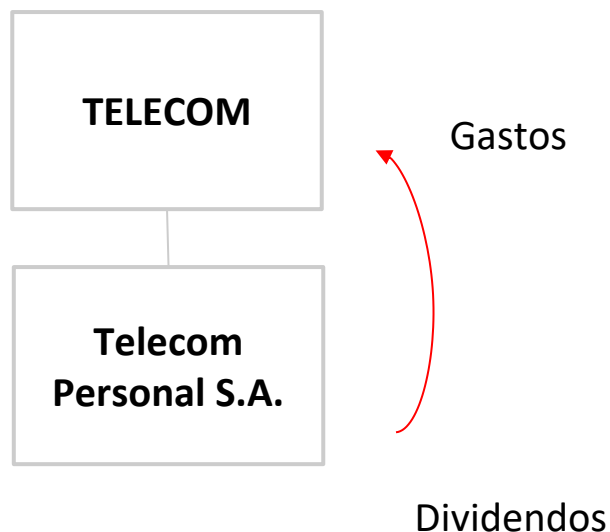 TELECOM
Gastos
Telecom
Personal S.A.
Dividendos